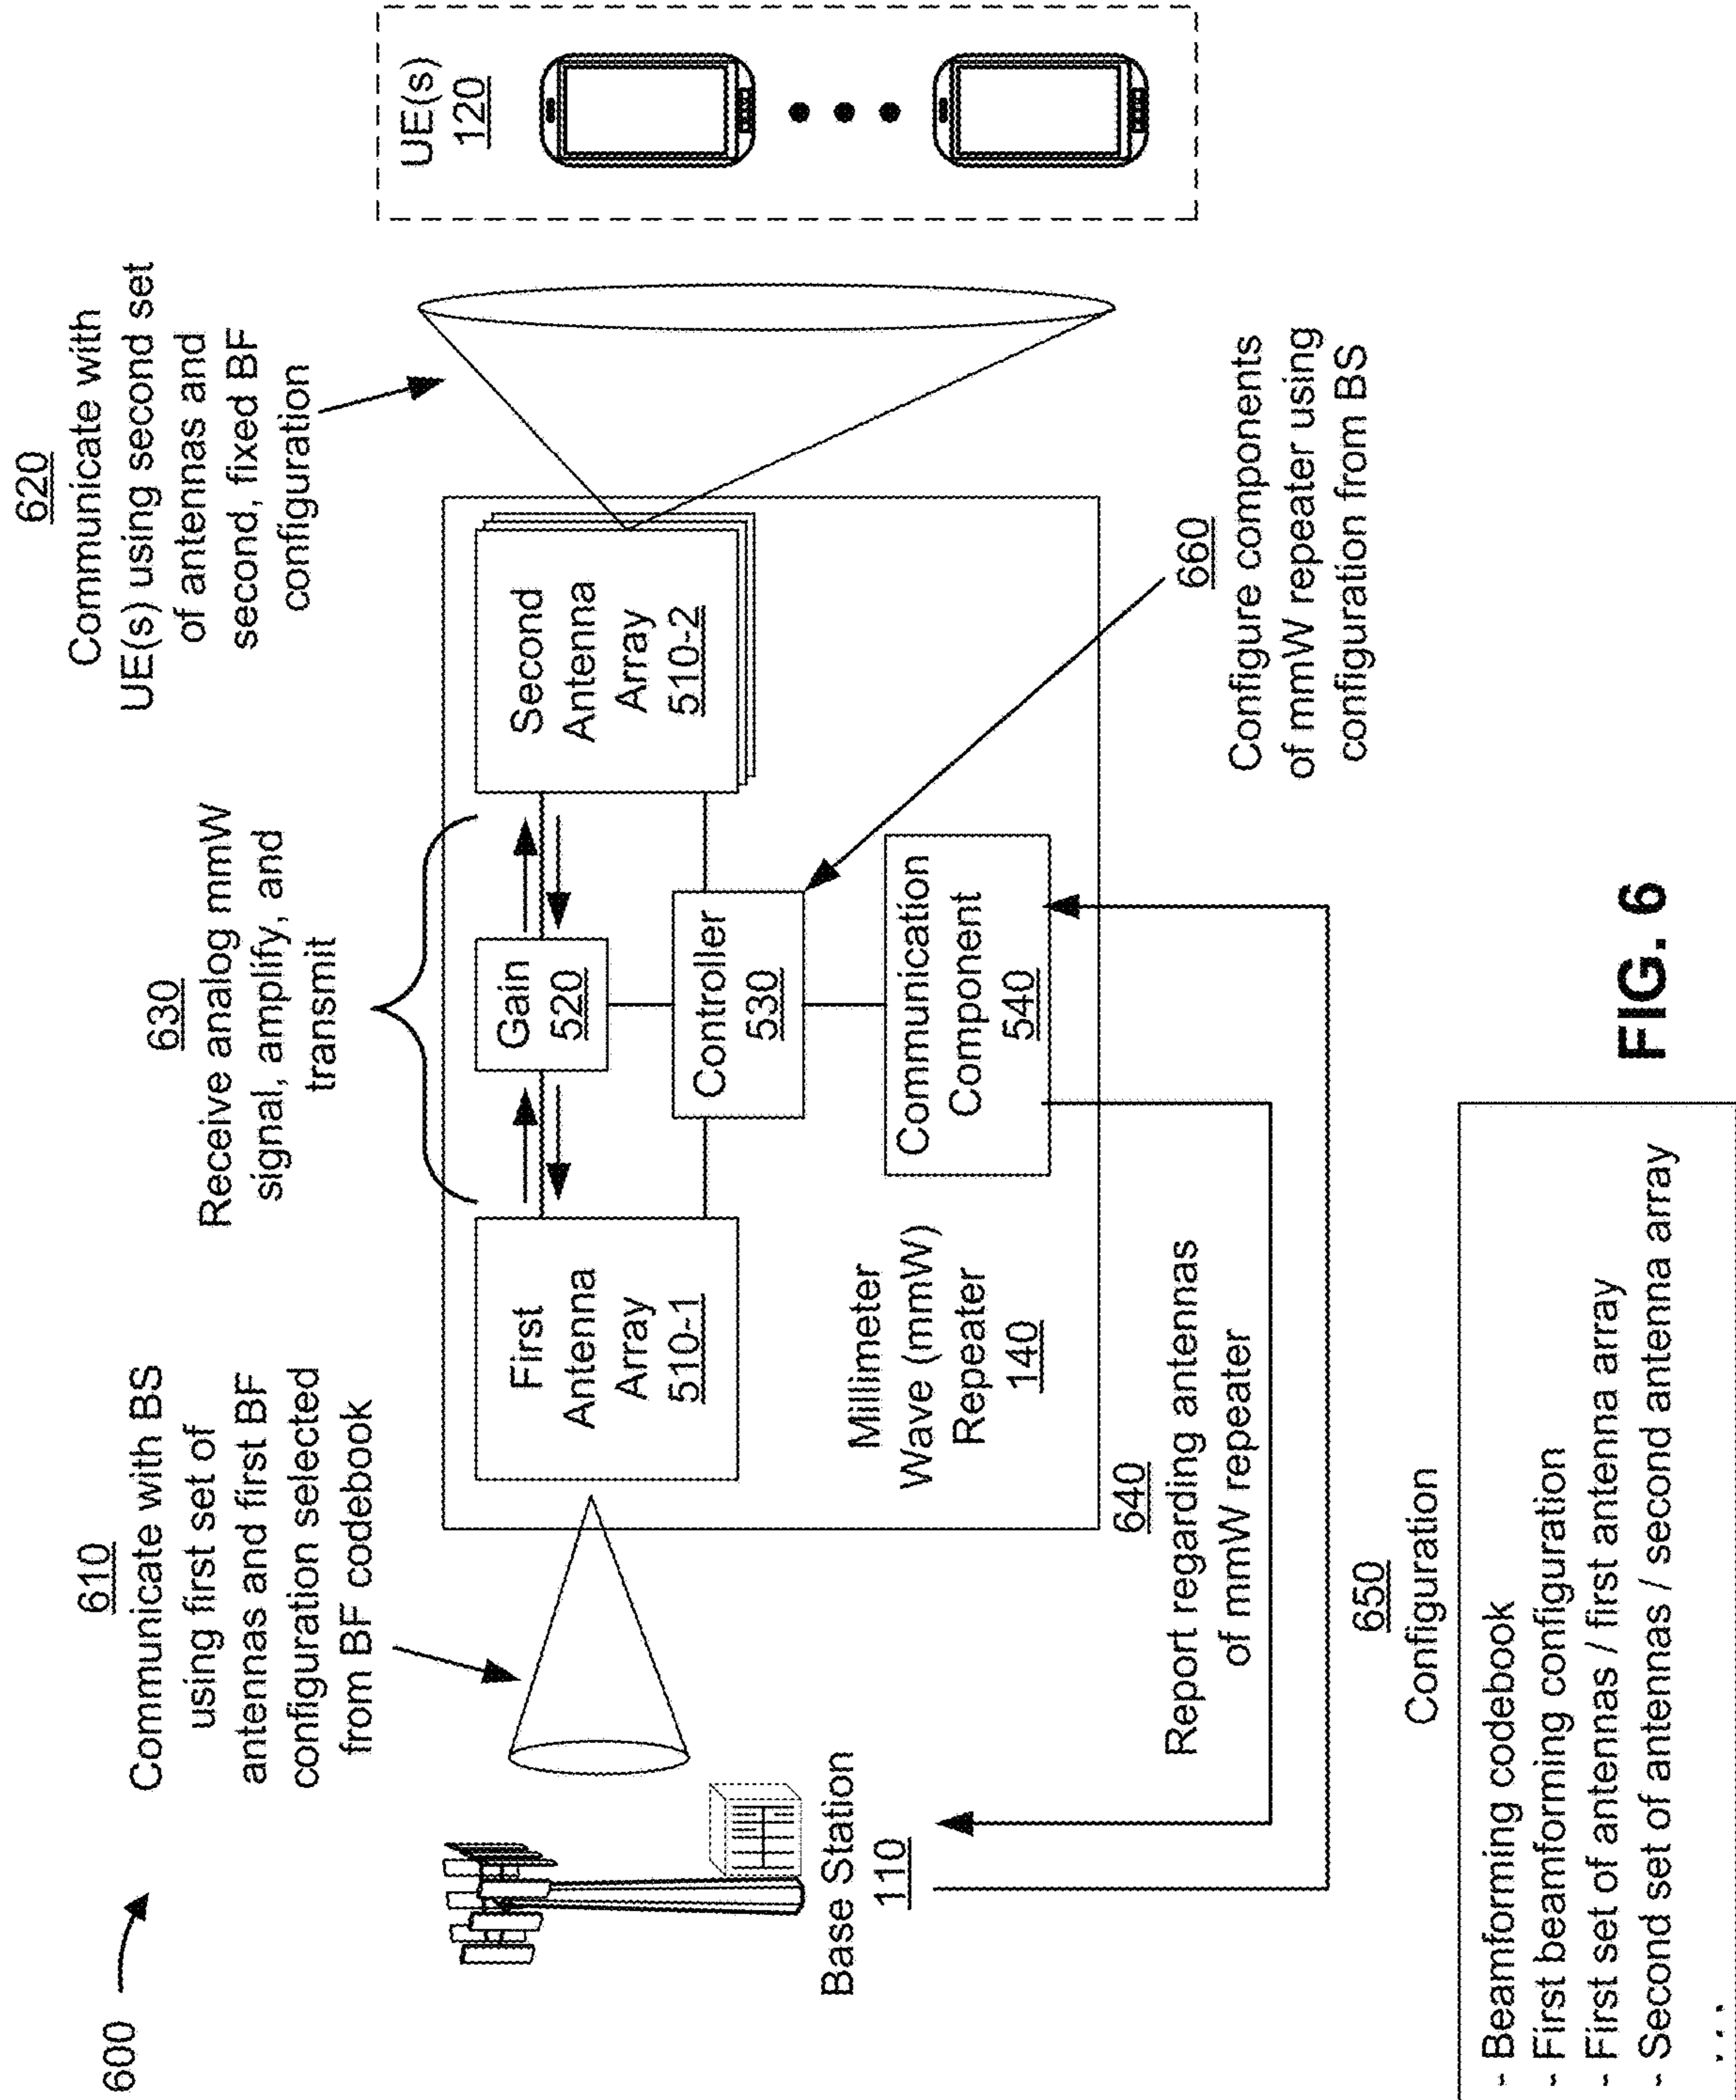 600
610
Communicate with BS
using first set of
antennas and first BF
configuration selected
from BF codebook
630
Receive analog mmW
signal, amplify, and
transmit
620
Communicate with
UE(s) using second set
of antennas and
second, fixed BF
configuration
UE(s)
120
First
Antenna
Array
510-1
Gain
520
Second
Antenna
Array
510-2
Controller
530
Millimeter
Wave (mmW)
Repeater
140
Communication
Component
540
Base Station
110
640
Report regarding antennas
of mmW repeater
660
Configure components
of mmW repeater using
configuration from BS
650
Configuration
- Beamforming codebook
- First beamforming configuration
- First set of antennas / first antenna array
- Second set of antennas / second antenna array
FIG. 6